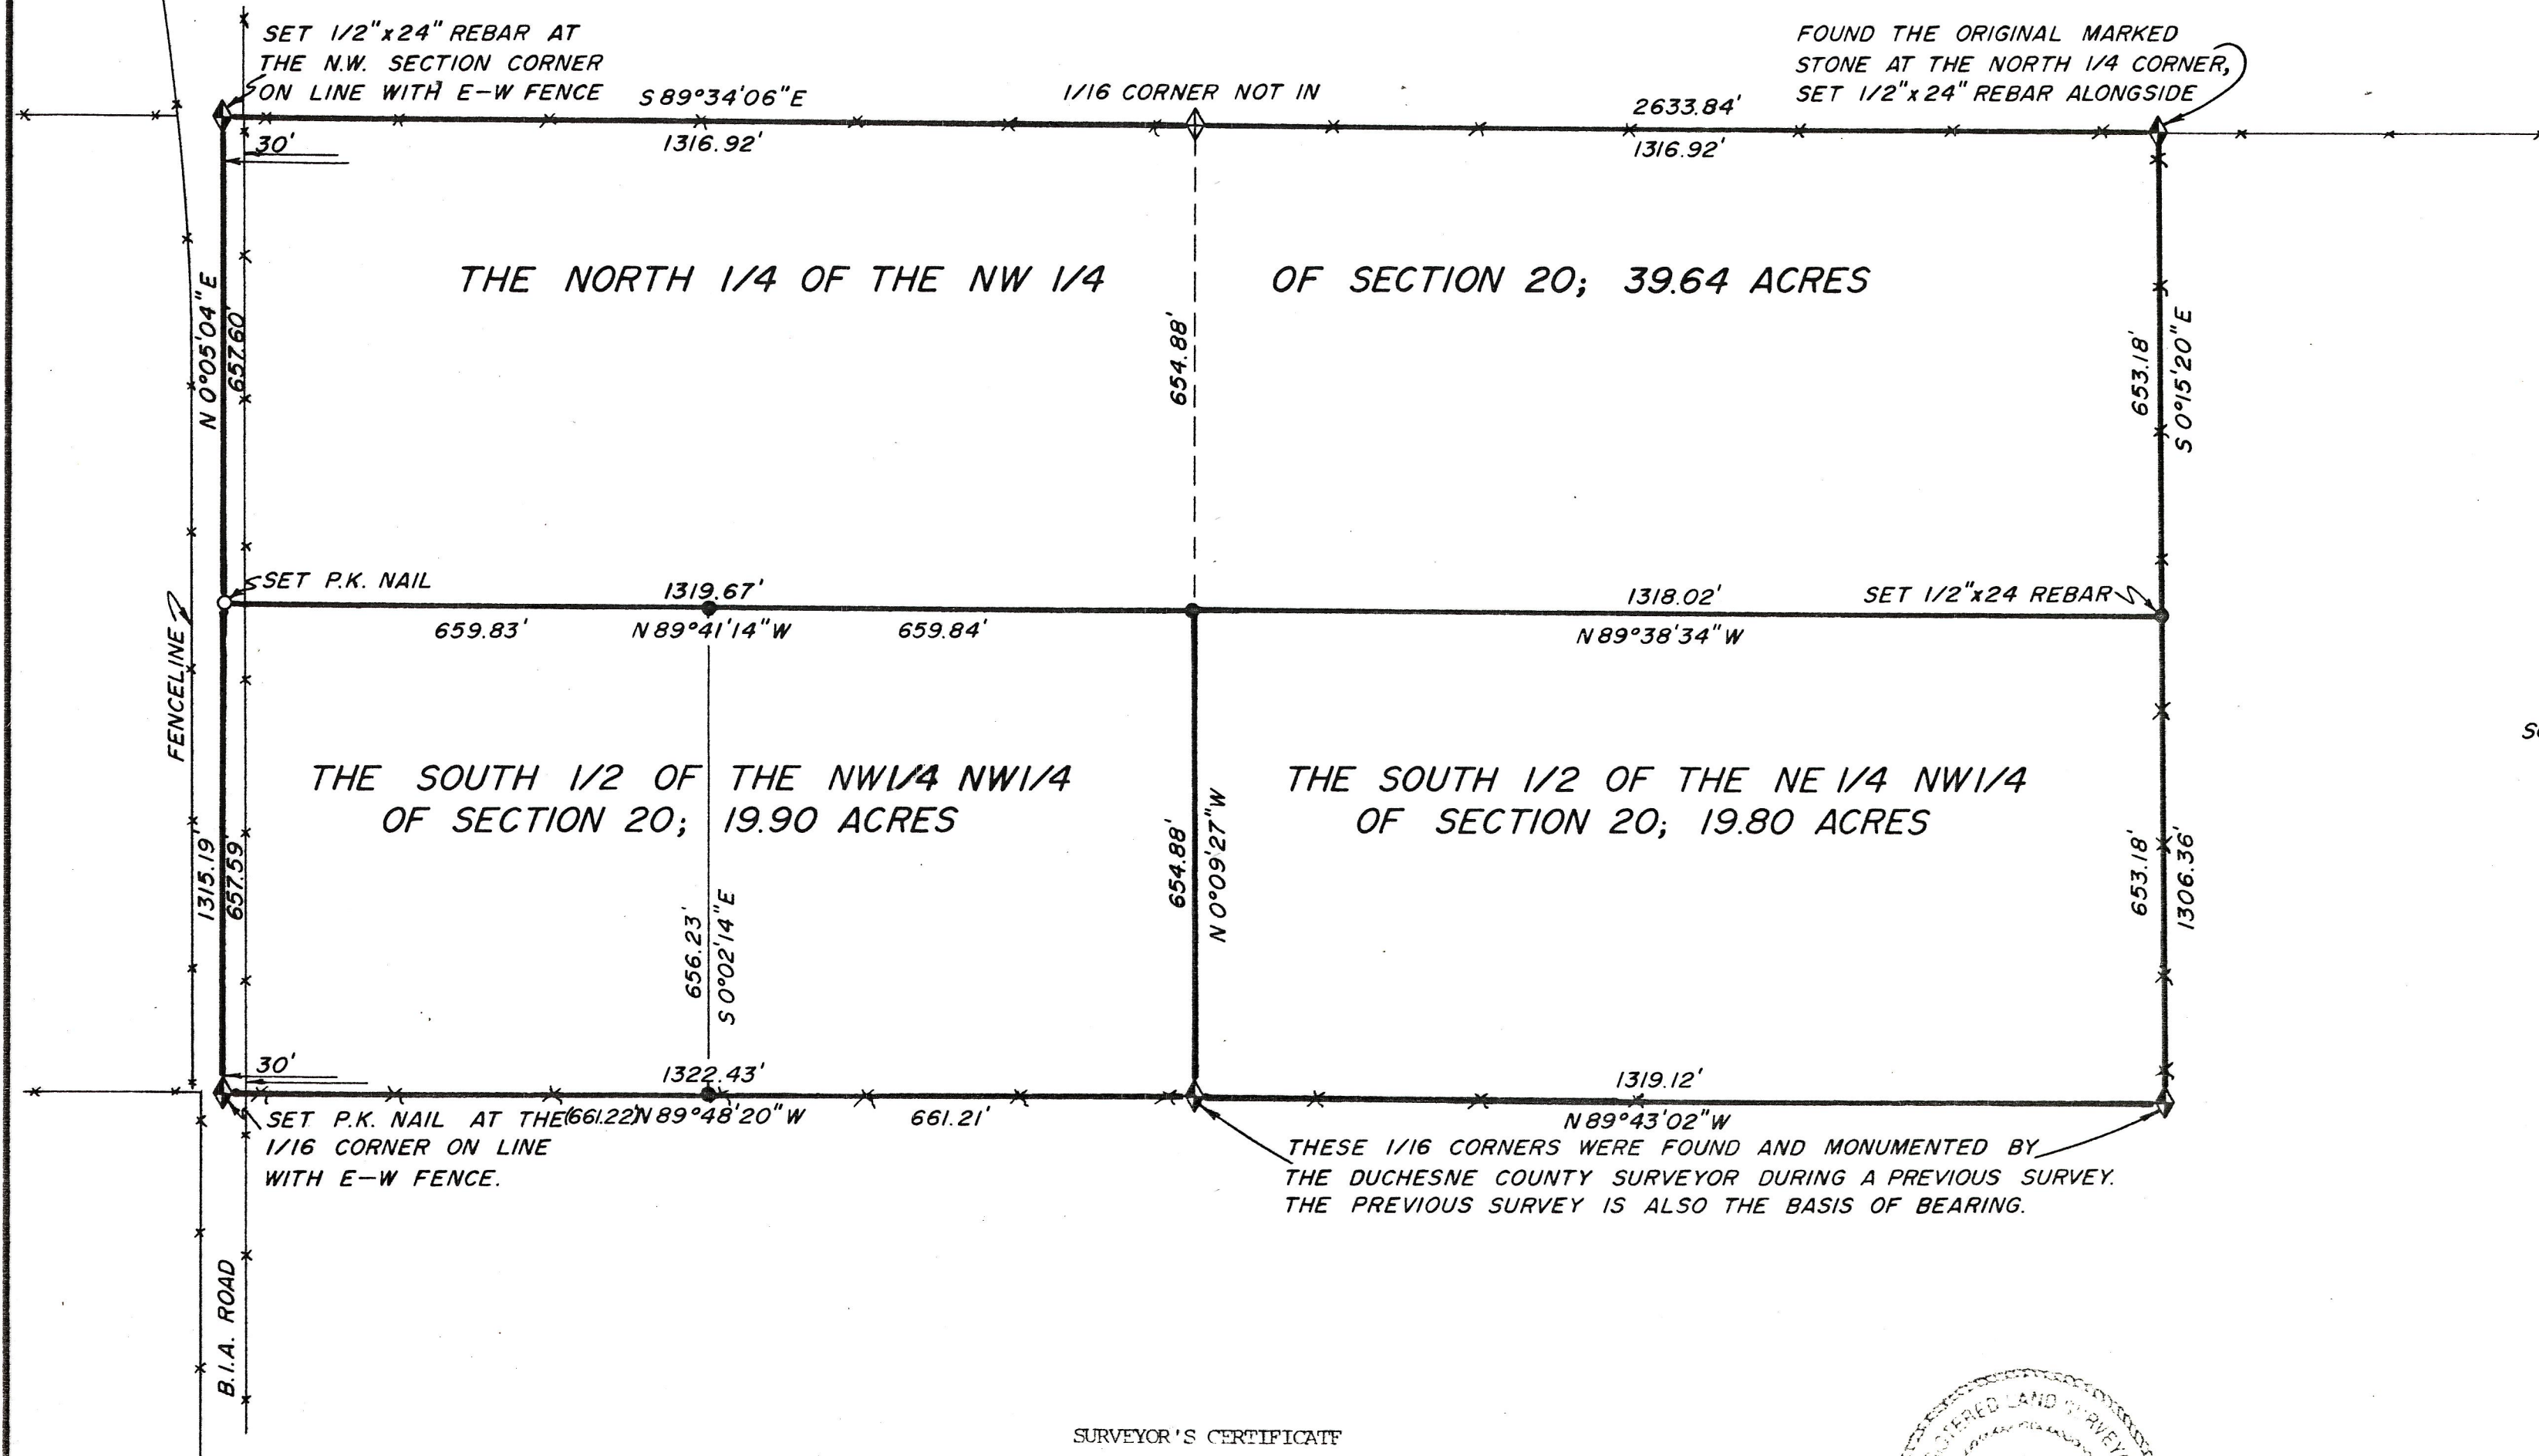 SET 1/2"x24" REBAR AT
THE N.W. SECTION CORNER
ON LINE WITH E-W FENCE
S 89°34'06"E
1/16 CORNER NOT IN
FOUND THE ORIGINAL MARKED
STONE AT THE NORTH 1/4 CORNER,
SET 1/2"x24" REBAR ALONGSIDE
2633.84'
30'
1316.92'
1316.92'
THE NORTH 1/4 OF THE NW 1/4 OF SECTION 20; 39.64 ACRES
N 0°05'04"E
657.60'
654.88'
653.18'
S 0°15'20"E
SET P.K. NAIL
1319.67'
1318.02'
SET 1/2"x24 REBAR
659.83'
N 89°41'14"W
659.84'
N 89°38'34"W
FENCELINE
THE SOUTH 1/2 OF THE NW1/4 NW1/4
OF SECTION 20; 19.90 ACRES
THE SOUTH 1/2 OF THE NE 1/4 NW1/4
OF SECTION 20; 19.80 ACRES
1315.19'
657.59'
656.23'
S 0°02'14"E
654.88'
N 0°09'27"W
653.18'
1306.36'
30'
1322.43'
1319.12'
SET P.K. NAIL AT THE
1/16 CORNER ON LINE
WITH E-W FENCE.
(661.22')
N 89°48'20"W
661.21'
N 89°43'02"W
THESE 1/16 CORNERS WERE FOUND AND MONUMENTED BY
THE DUCHESNE COUNTY SURVEYOR DURING A PREVIOUS SURVEY.
THE PREVIOUS SURVEY IS ALSO THE BASIS OF BEARING.
B.I.A. ROAD
SURVEYOR'S CERTIFICATE
LAND